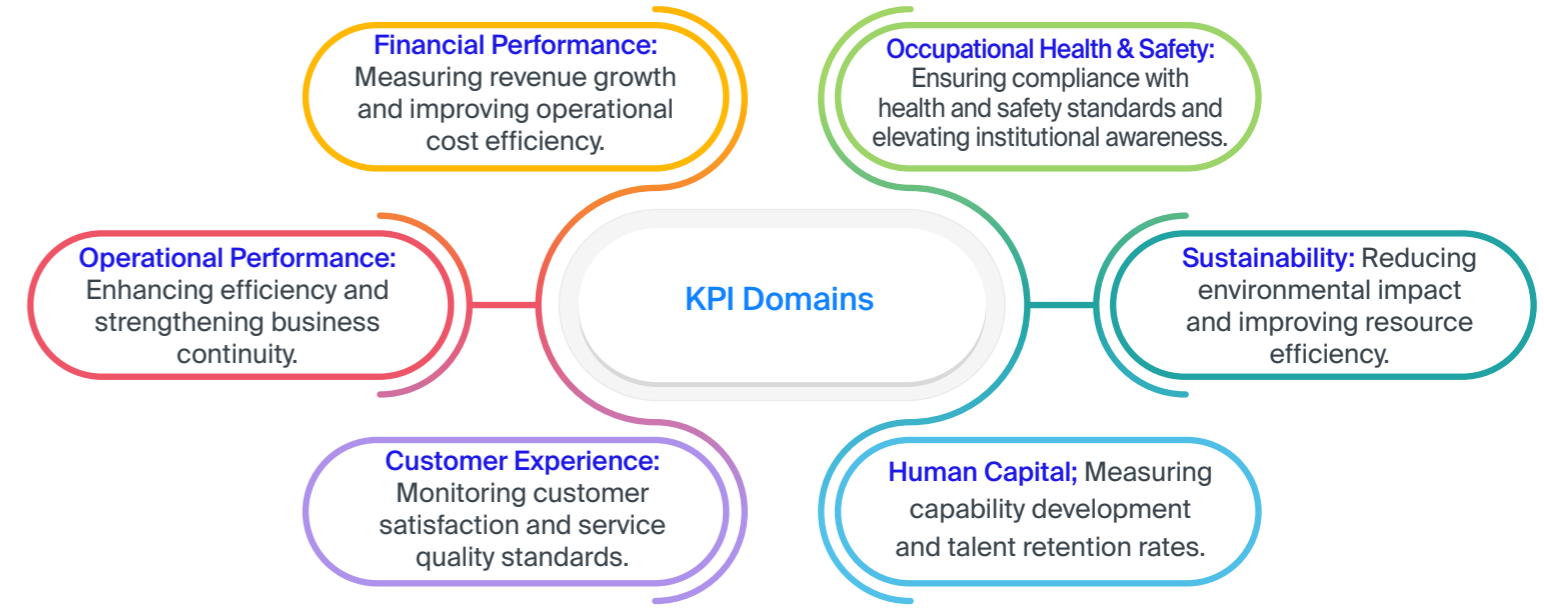 Financial Performance:
Measuring revenue growth
and improving operational
cost efficiency.
Occupational Health & Safety:
Ensuring compliance with
health and safety standards and
elevating institutional awareness.
Operational Performance:
Enhancing efficiency and
strengthening business
continuity.
KPI Domains
Sustainability: Reducing
environmental impact
and improving resource
efficiency.
Customer Experience:
Monitoring customer
satisfaction and service
quality standards.
Human Capital; Measuring
capability development
and talent retention rates.